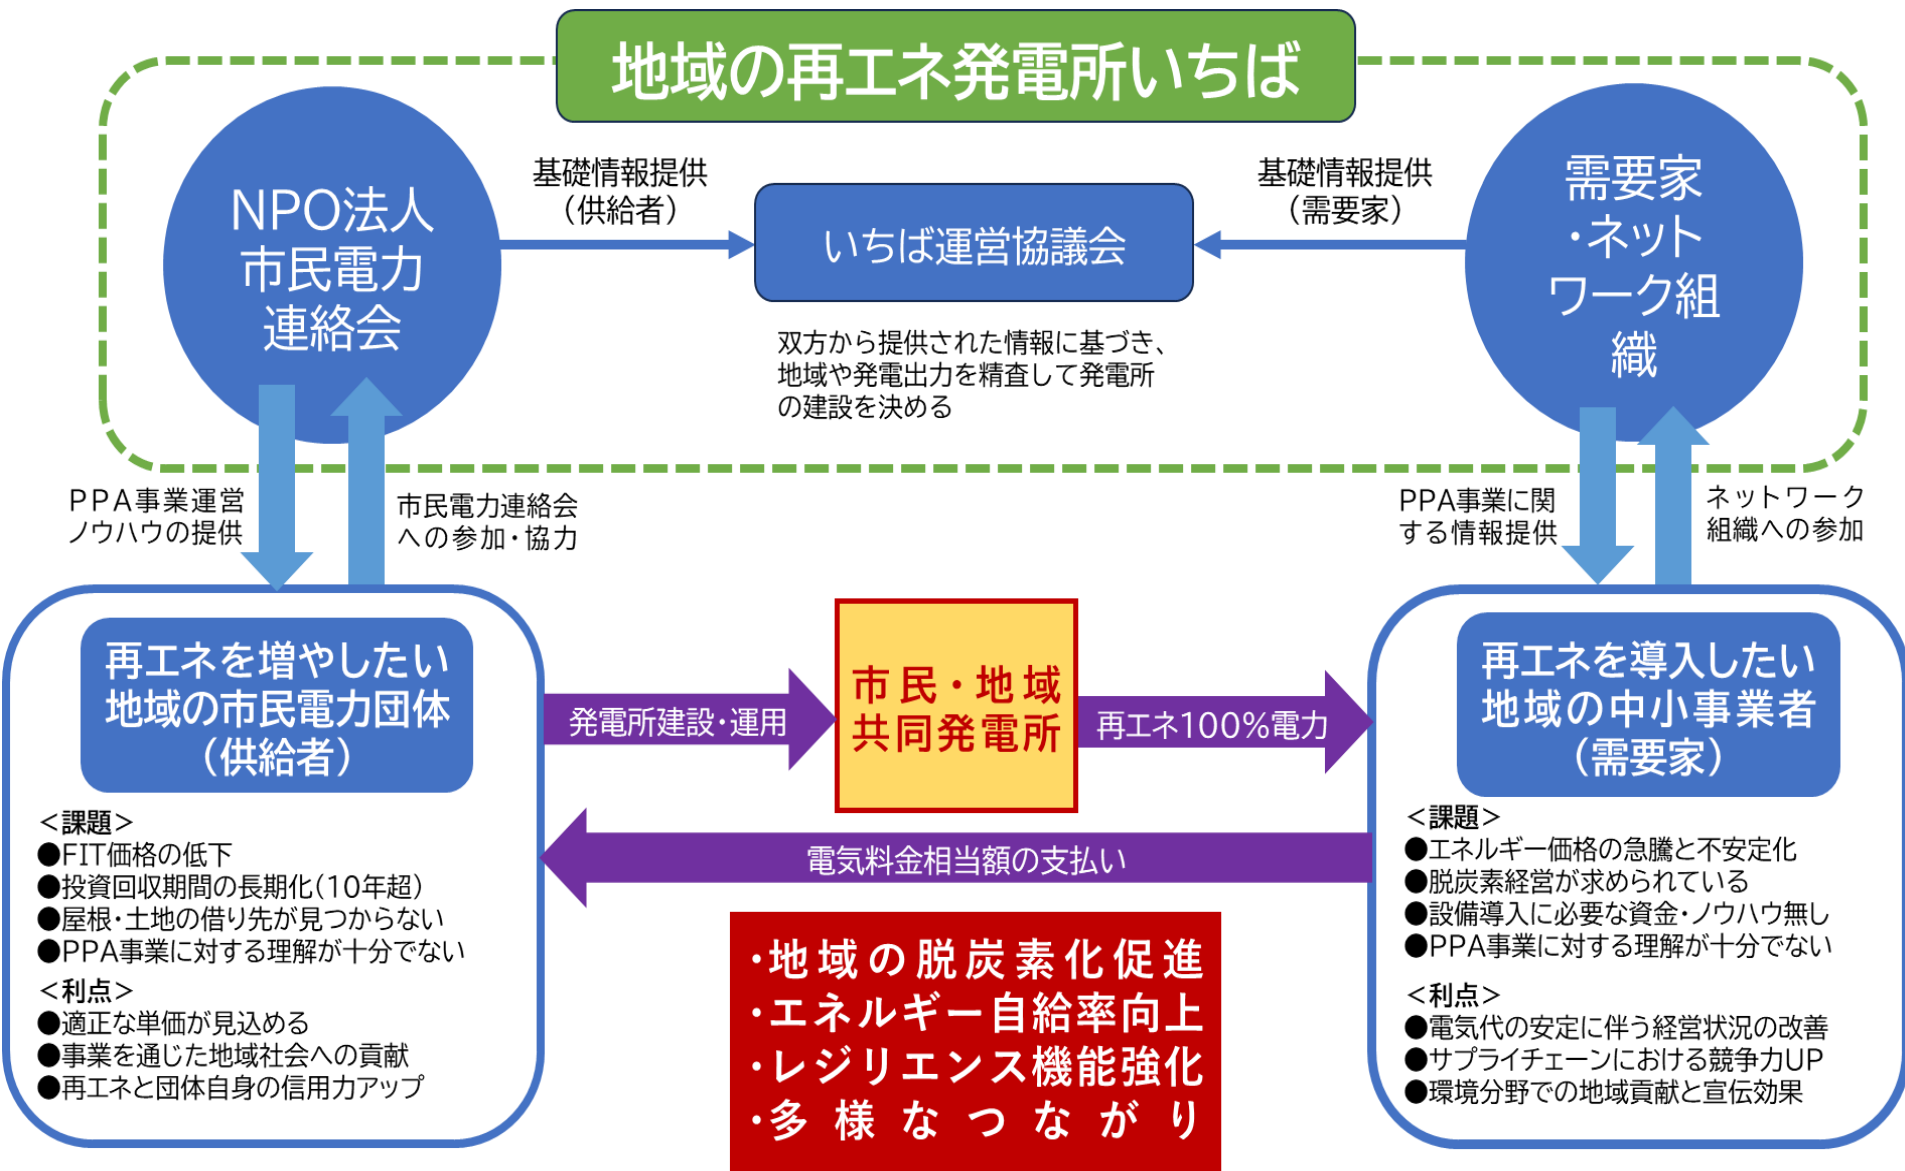 地域の再エネ発電所いちば
NPO法人
市民電力
連絡会
基礎情報提供
（供給者）
いちば運営協議会
基礎情報提供
（需要家）
需要家
・ネット
ワーク組
織
双方から提供された情報に基づき、
地域や発電出力を精査して発電所
の建設を決める
PPA事業運営
ノウハウの提供
市民電力連絡会
への参加・協力
PPA事業に関
する情報提供
ネットワーク
組織への参加
再エネを増やしたい
地域の市民電力団体
（供給者）
＜課題＞
●FIT価格の低下
●投資回収期間の長期化（10年超）
●屋根・土地の借り先が見つからない
●PPA事業に対する理解が十分でない
＜利点＞
●適正な単価が見込める
●事業を通じた地域社会への貢献
●再エネと団体自身の信用力アップ
発電所建設・運用
市民・地域
共同発電所
再エネ100%電力
電気料金相当額の支払い
・地域の脱炭素化促進
・エネルギー自給率向上
・レジリエンス機能強化
・多様なつながり
再エネを導入したい
地域の中小事業者
（需要家）
＜課題＞
●エネルギー価格の急騰と不安定化
●脱炭素経営が求められている
●設備導入に必要な資金・ノウハウ無し
●PPA事業に対する理解が十分でない
＜利点＞
●電気代の安定に伴う経営状況の改善
●サプライチェーンにおける競争力UP
●環境分野での地域貢献と宣伝効果